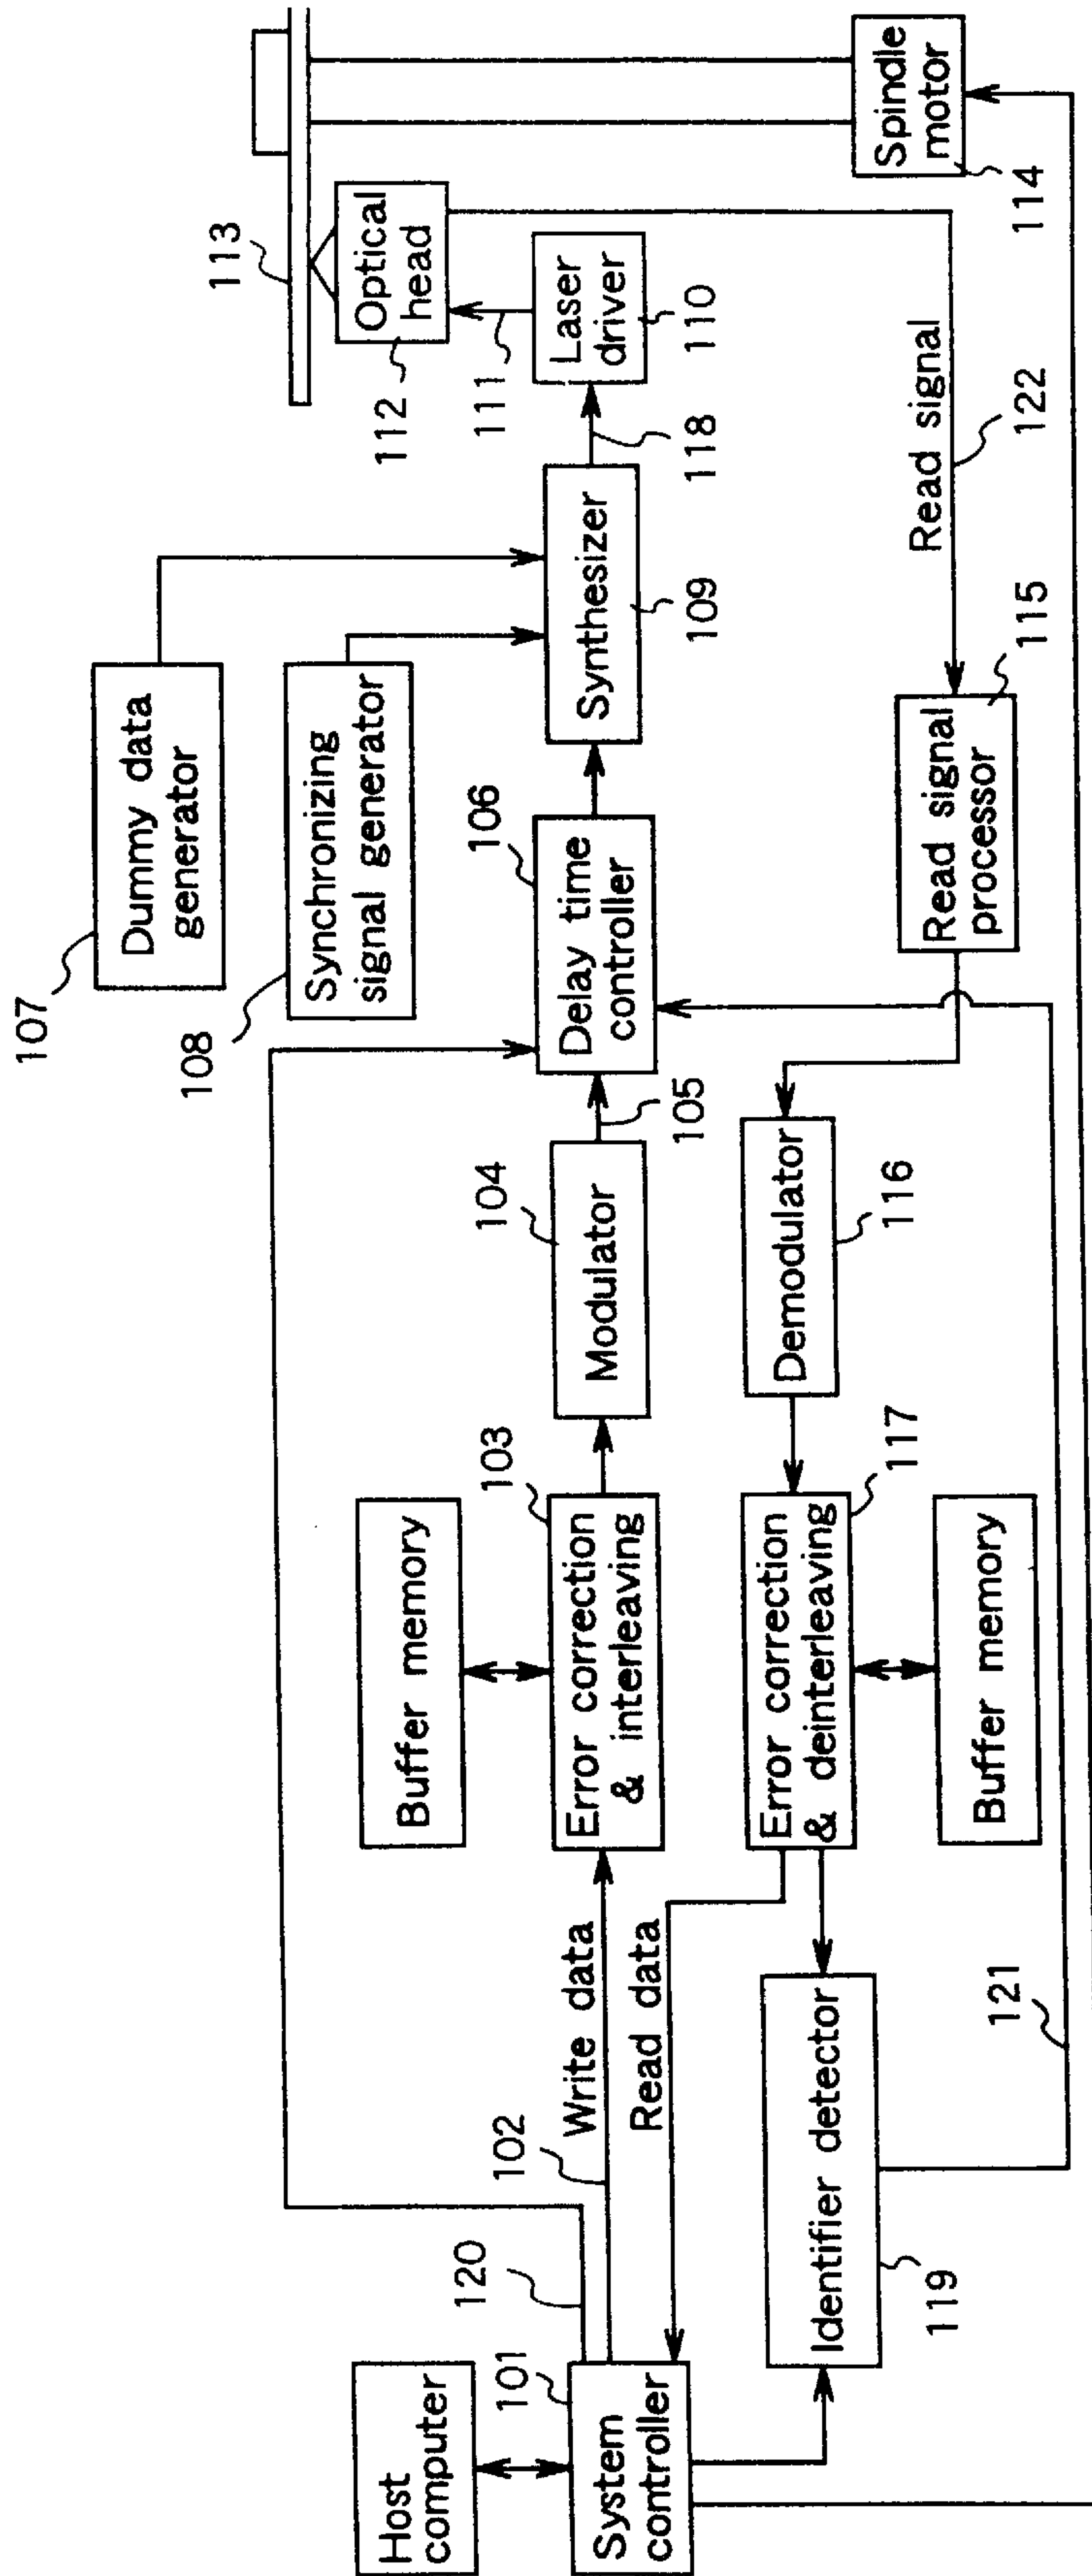 107
Dummy data
generator
108
Synchronizing
signal generator
113
Optical
head
112
111
Laser
driver
110
118
Synthesizer
109
106
Delay time
controller
105
104
Modulator
103
Error correction
& interleaving
Buffer memory
Write data
102
Read data
120
Host
computer
101
System
controller
Spindle
motor
114
Read signal
122
115
Read signal
processor
Demodulator
116
Error correction
& deinterleaving
117
Buffer memory
Identifier detector
119
121